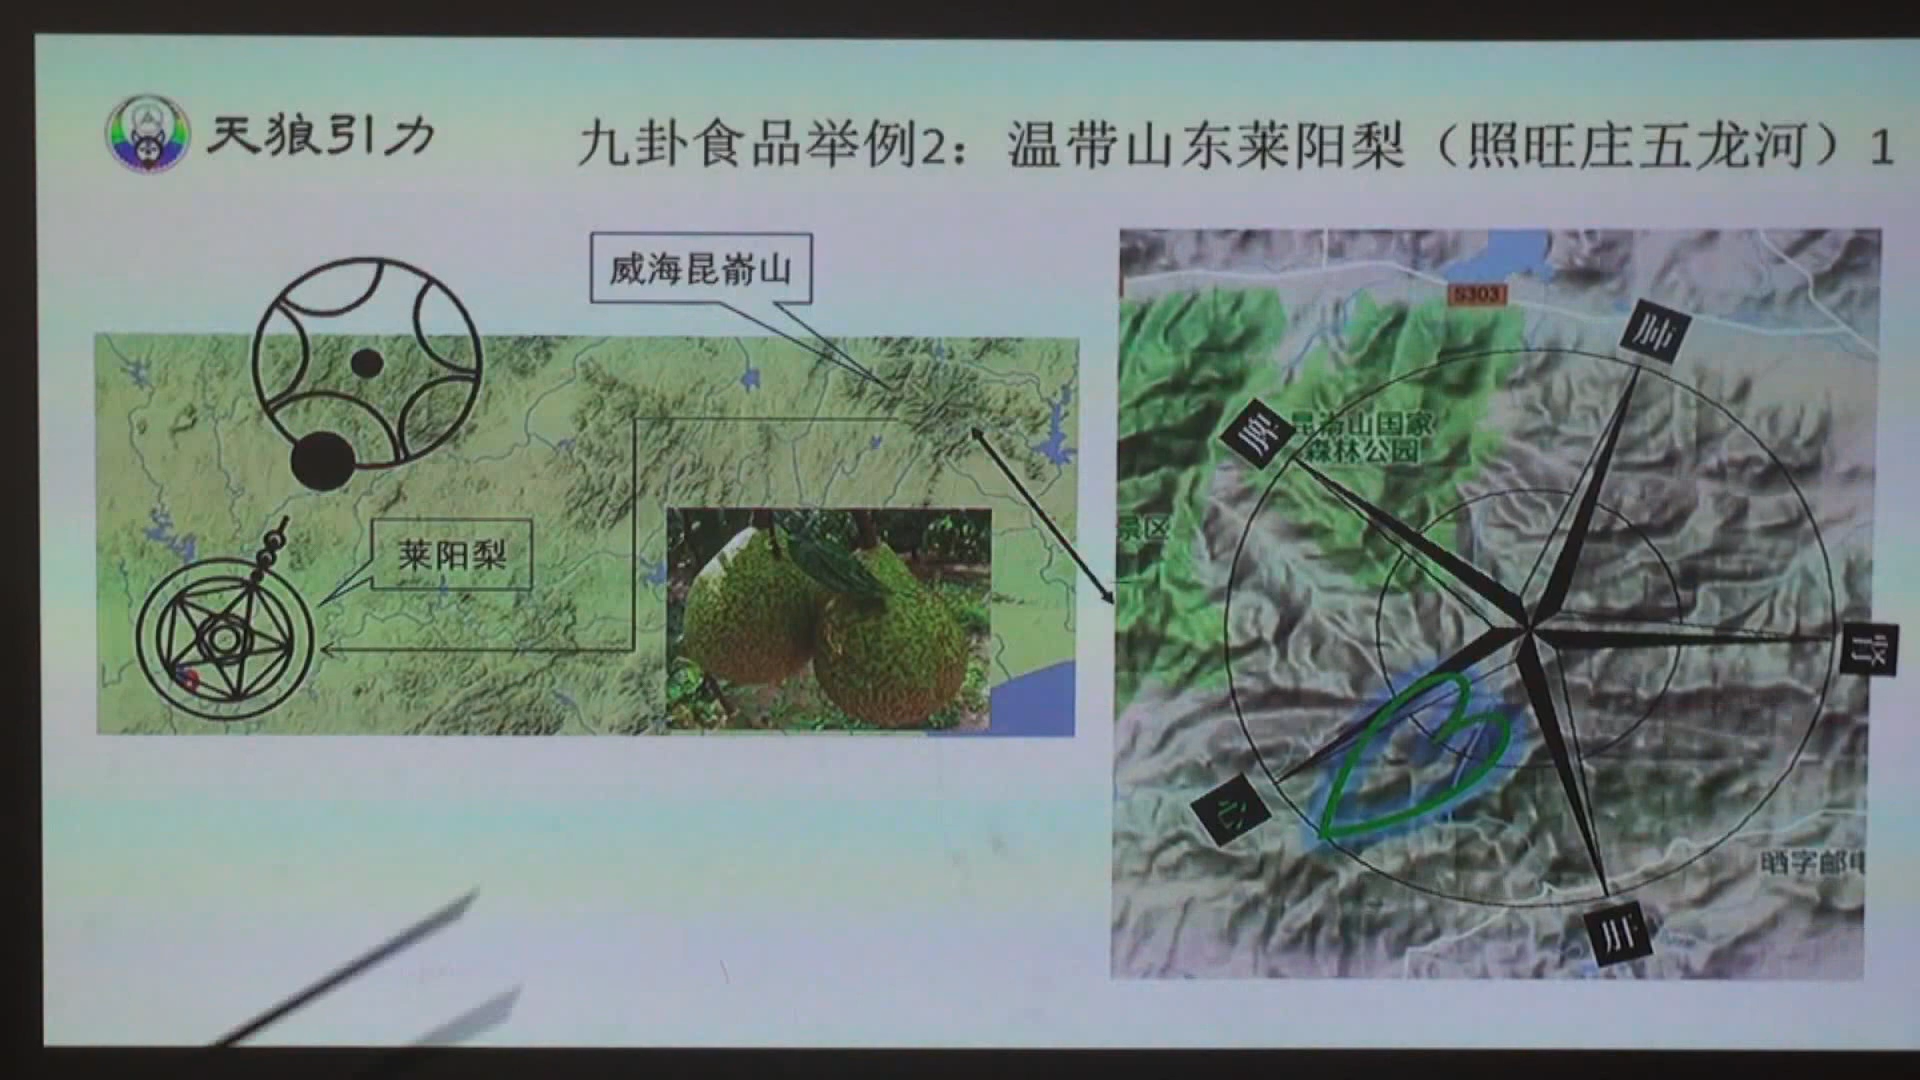 天狼引力
九卦食品举例2：温带山东莱阳梨（照旺庄五龙河）1
威海昆嵛山
莱阳梨
S303
肺
脾
昆嵛山国家
森林公园
景区
肾
心
晒字邮电
肝